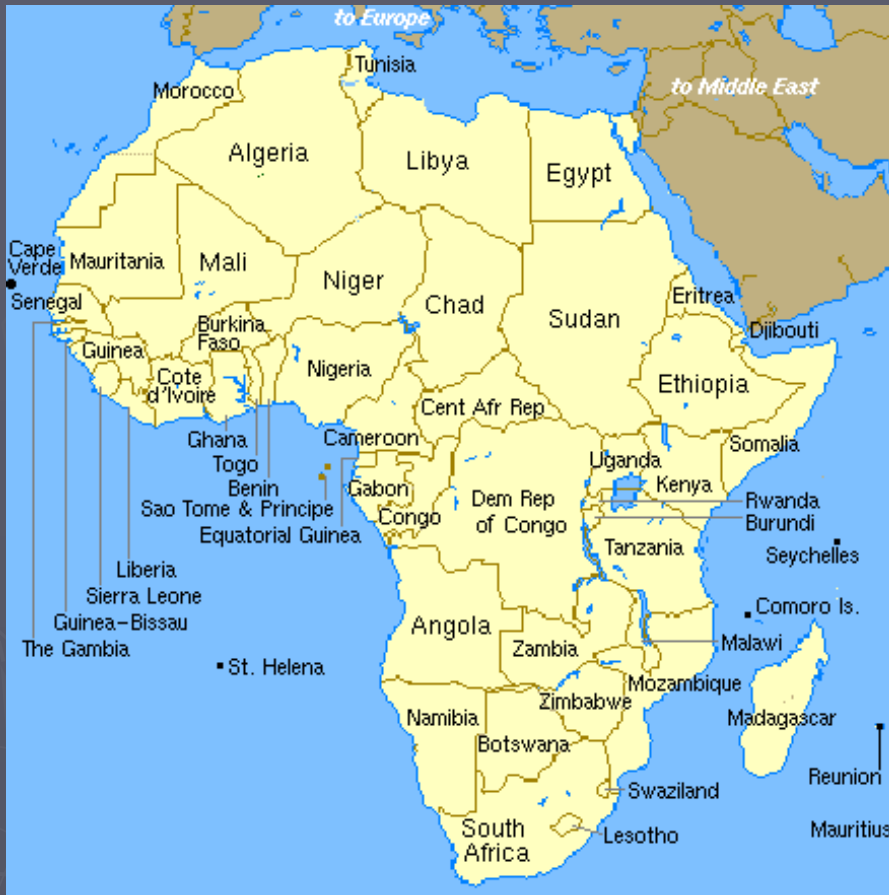 to Europe
Tunisia
to Middle East
Morocco
Algeria
Libya
Egypt
Cape
Verde
Mauritania
Mali
Niger
Chad
Sudan
Eritrea
Senegal
Djibouti
Burkina
Faso
Guinea
Nigeria
Cote
d'Ivoire
Ethiopia
Cent Afr Rep
Ghana
Cameroon
Somalia
Togo
Uganda
Benin
Gabon
Kenya
Dem Rep
of Congo
Rwanda
Sao Tome & Principe
Congo
Burundi
Equatorial Guinea
Tanzania
Seychelles
Liberia
Sierra Leone
Comoro Is.
Guinea-Bissau
Angola
The Gambia
Zambia
Malawi
St. Helena
Mozambique
Zimbabwe
Namibia
Madagascar
Botswana
Reunion
Swaziland
South
Africa
Lesotho
Mauritius